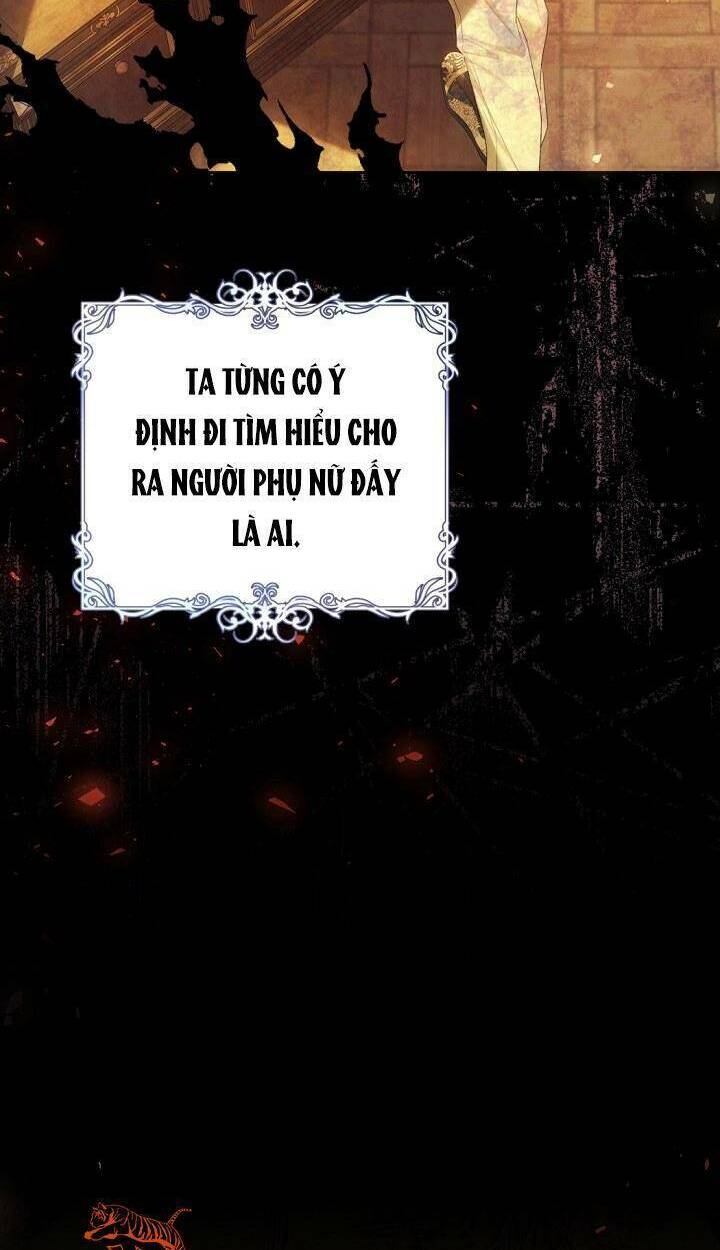 TA TỪNG CÓ Ý
ĐỊNH ĐI TÌM HIỂU CHO
RA NGƯỜI PHỤ NỮ ĐẤY
LÀ AI.